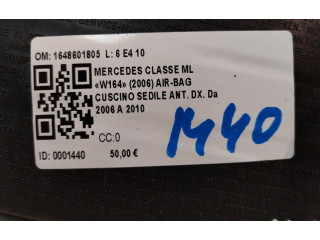 OM: 1648601805 L: 6 E4 10
MERCEDES CLASSE ML
«W164» (2006) AIR-BAG
CUSCINO SEDILE ANT. DX. Da
2006 A 2010
CC:0
ID: 0001440 50,00 €
1440